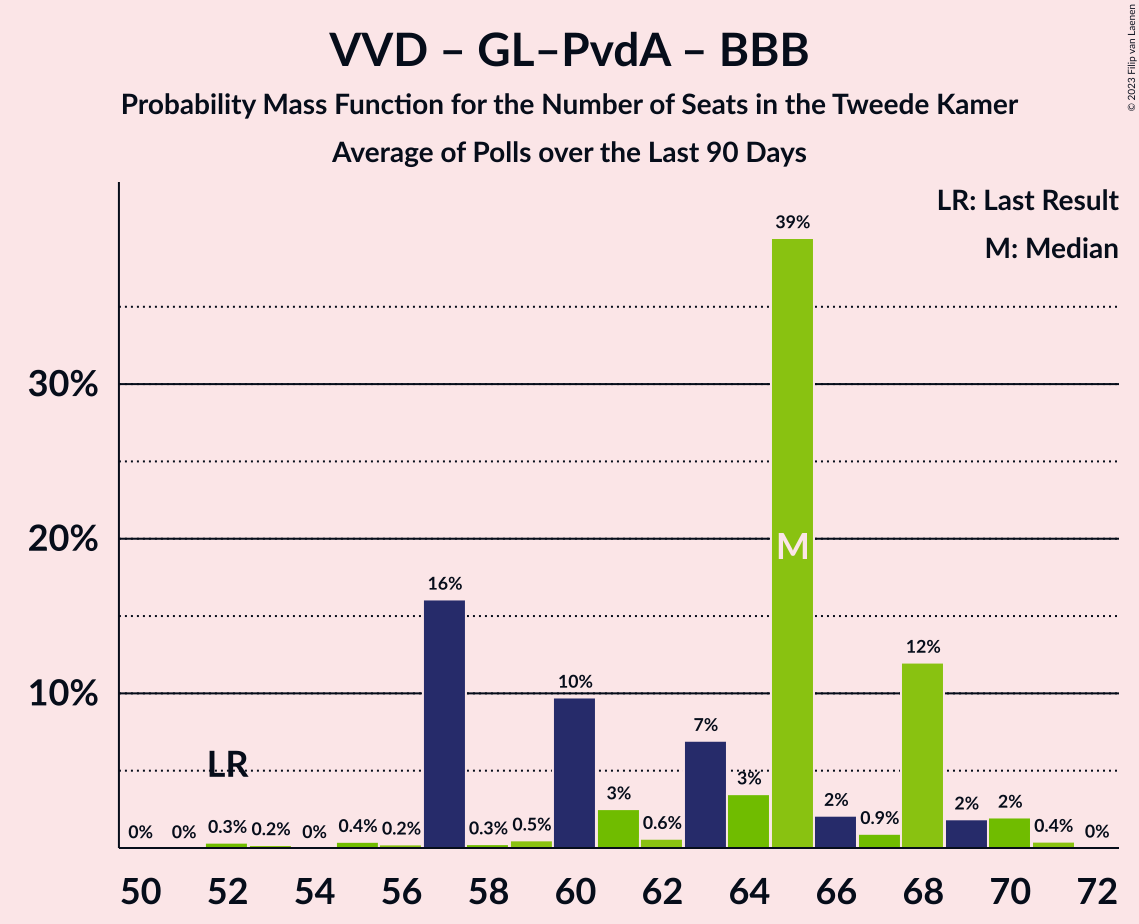 VVD – GL–PvdA – BBB
Probability Mass Function for the Number of Seats in the Tweede Kamer
Average of Polls over the Last 90 Days
© 2023 Filip van Laenen
LR: Last Result
M: Median
30%
20%
10%
LR
M
0% 0% 0.3% 0.2% 0% 0.4% 0.2% 16% 0.3% 0.5% 10% 3% 0.6% 7% 3% 39% 2% 0.9% 12% 2% 2% 0.4% 0%
50 52 54 56 58 60 62 64 66 68 70 72